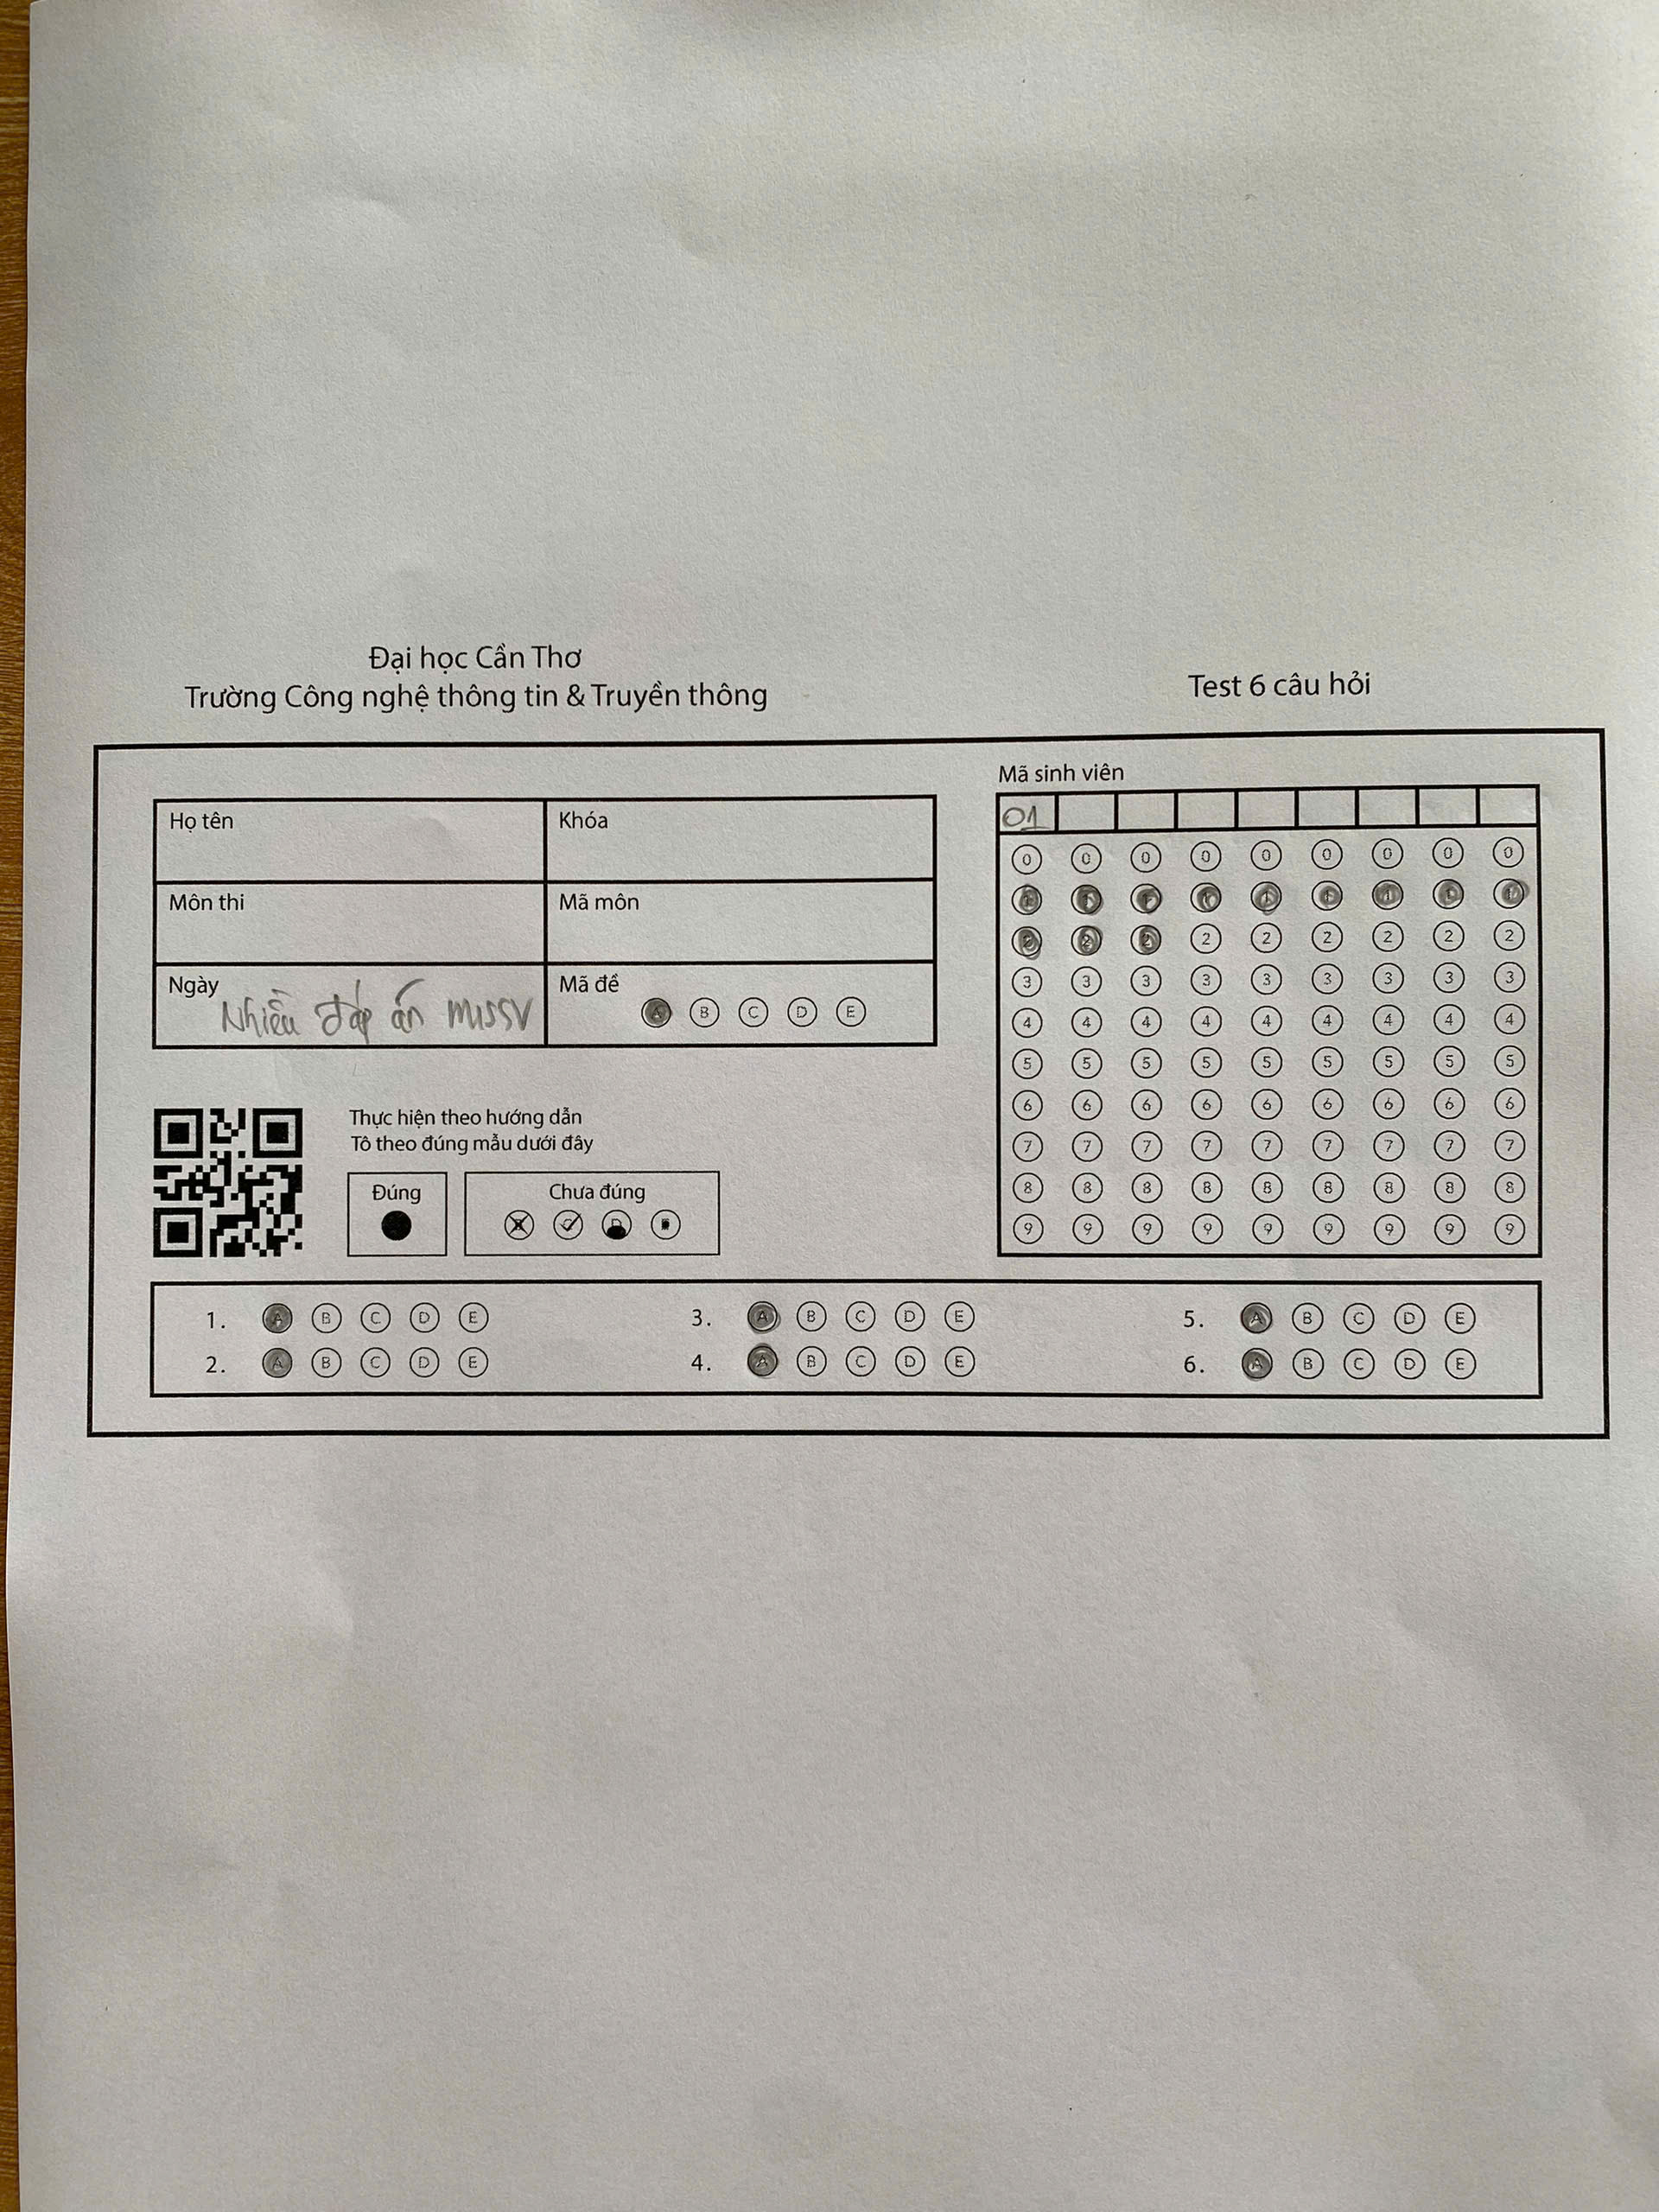 Đại học Cần Thơ
Trường Công nghệ thông tin & Truyền thông
Test 6 câu hỏi
Họ tên
Khóa
Môn thi
Mã môn
Ngày
Nhiều đáp án MSSV
Mã đề
A B C D E
Thực hiện theo hướng dẫn
Tô theo đúng mẫu dưới đây
Đúng
Chưa đúng
Mã sinh viên
01
0 0 0 0 0 0 0 0 0
1 1 1 1 1 1 1 1 1
2 2 2 2 2 2 2 2 2
3 3 3 3 3 3 3 3 3
4 4 4 4 4 4 4 4 4
5 5 5 5 5 5 5 5 5
6 6 6 6 6 6 6 6 6
7 7 7 7 7 7 7 7 7
8 8 8 8 8 8 8 8 8
9 9 9 9 9 9 9 9 9
1. A B C D E
2. A B C D E
3. A B C D E
4. A B C D E
5. A B C D E
6. A B C D E